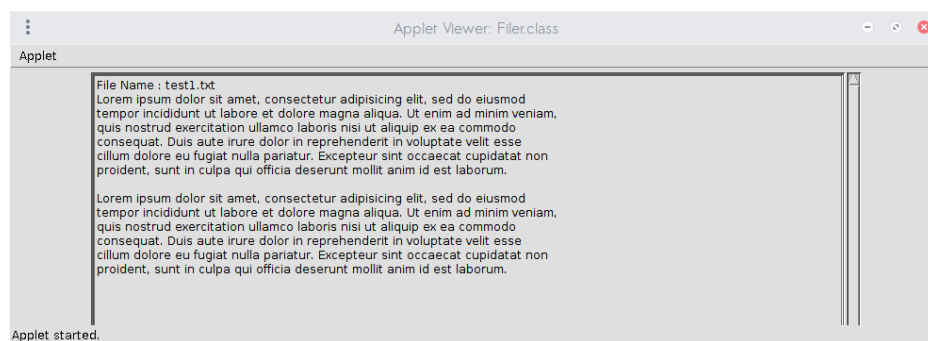 Applet Viewer: Filer.class
Applet
File Name : test1.txt
Lorem ipsum dolor sit amet, consectetur adipisicing elit, sed do eiusmod
tempor incididunt ut labore et dolore magna aliqua. Ut enim ad minim veniam,
quis nostrud exercitation ullamco laboris nisi ut aliquip ex ea commodo
consequat. Duis aute irure dolor in reprehenderit in voluptate velit esse
cillum dolore eu fugiat nulla pariatur. Excepteur sint occaecat cupidatat non
proident, sunt in culpa qui officia deserunt mollit anim id est laborum.
Lorem ipsum dolor sit amet, consectetur adipisicing elit, sed do eiusmod
tempor incididunt ut labore et dolore magna aliqua. Ut enim ad minim veniam,
quis nostrud exercitation ullamco laboris nisi ut aliquip ex ea commodo
consequat. Duis aute irure dolor in reprehenderit in voluptate velit esse
cillum dolore eu fugiat nulla pariatur. Excepteur sint occaecat cupidatat non
proident, sunt in culpa qui officia deserunt mollit anim id est laborum.
Applet started.